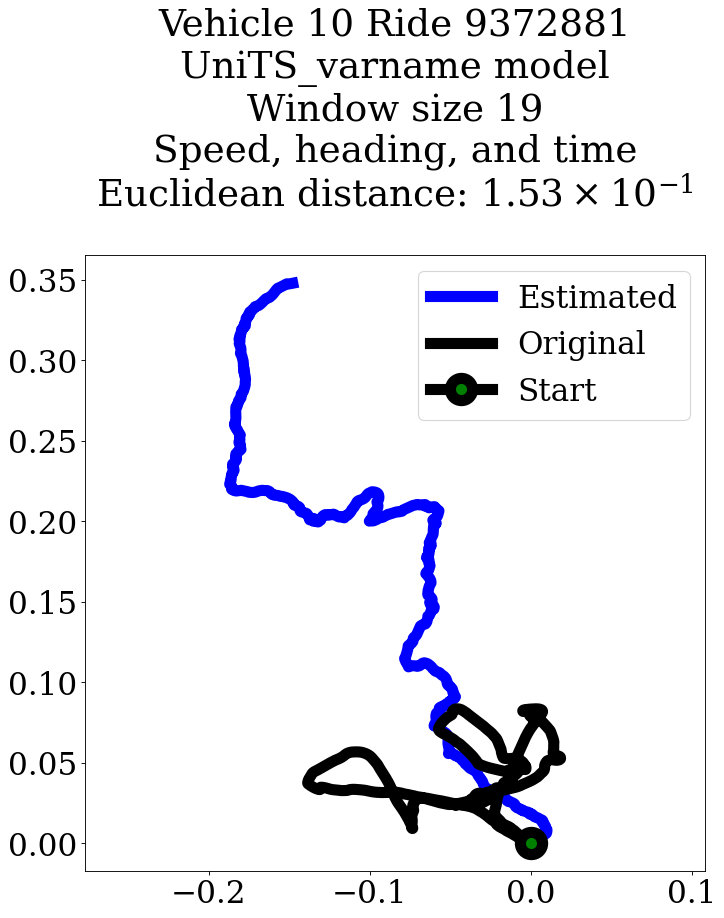 Vehicle 10 Ride 9372881
UniTS_varname model
Window size 19
Speed, heading, and time
Euclidean distance: 1.53 × 10⁻¹
Estimated
Original
Start
0.35
0.30
0.25
0.20
0.15
0.10
0.05
0.00
−0.2
−0.1
0.0
0.1